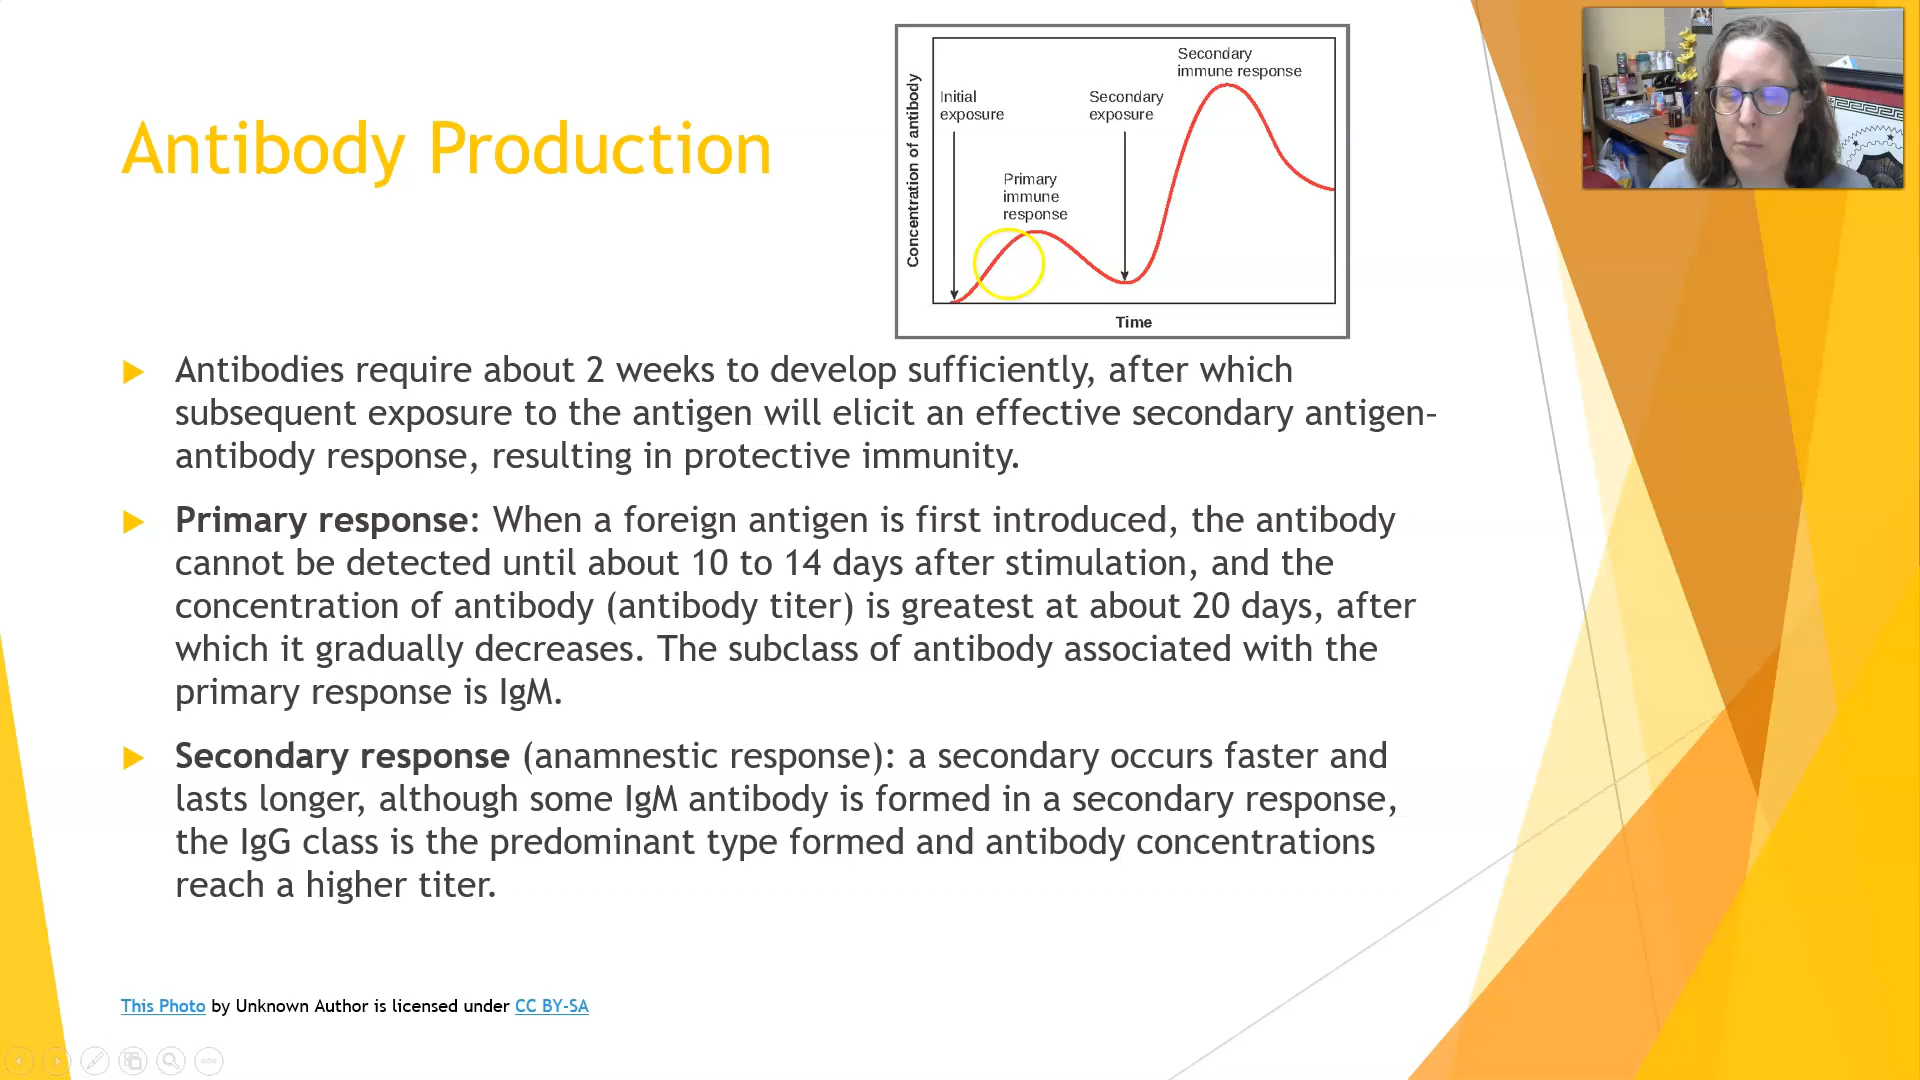 Antibody Production
Concentration of antibody
Initial
exposure
Primary
immune
response
Secondary
exposure
Secondary
immune response
Time
Antibodies require about 2 weeks to develop sufficiently, after which
subsequent exposure to the antigen will elicit an effective secondary antigen-
antibody response, resulting in protective immunity.
Primary response: When a foreign antigen is first introduced, the antibody
cannot be detected until about 10 to 14 days after stimulation, and the
concentration of antibody (antibody titer) is greatest at about 20 days, after
which it gradually decreases. The subclass of antibody associated with the
primary response is IgM.
Secondary response (anamnestic response): a secondary occurs faster and
lasts longer, although some IgM antibody is formed in a secondary response,
the IgG class is the predominant type formed and antibody concentrations
reach a higher titer.
This Photo by Unknown Author is licensed under CC BY-SA